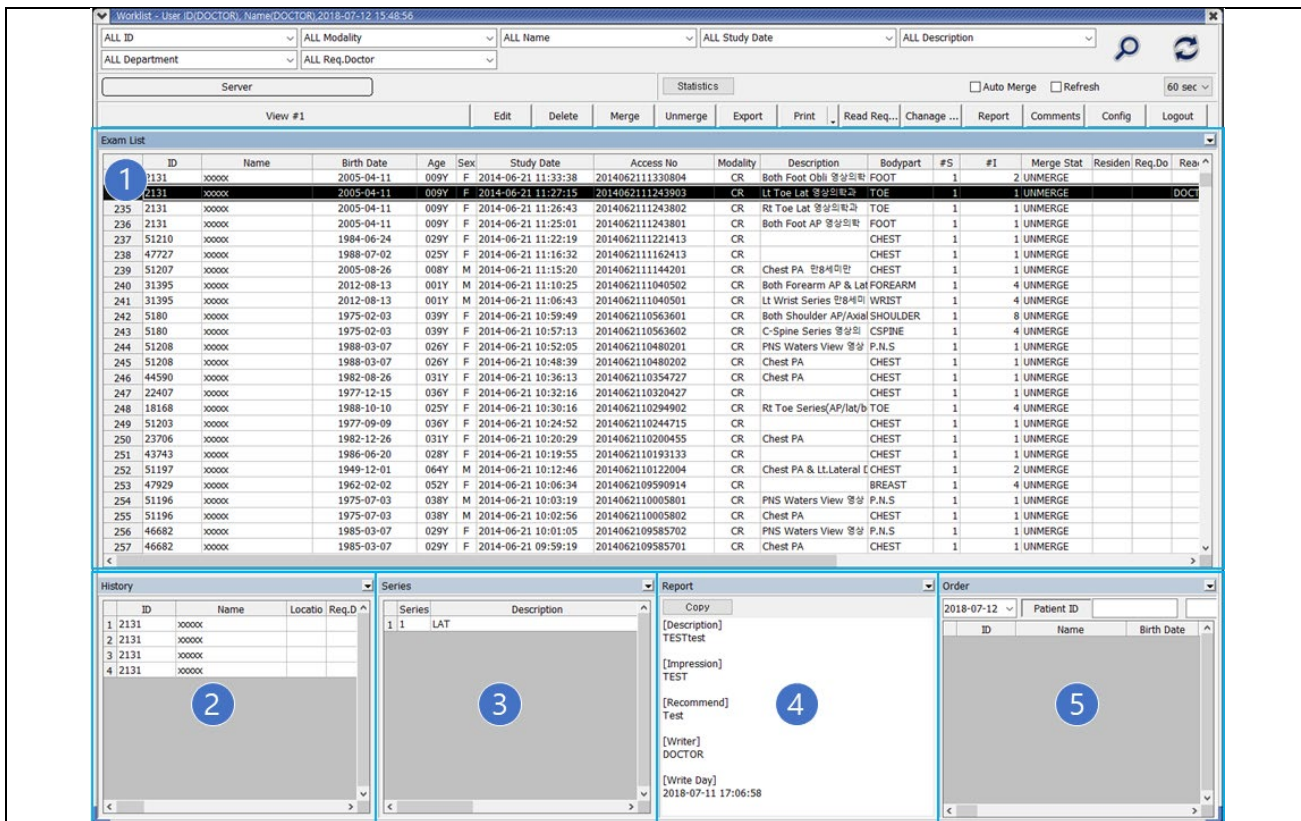 Worklist - User ID(DOCTOR), Name(DOCTOR),2018-07-12 15:48:56
ALL ID ALL Modality ALL Name ALL Study Date ALL Description
ALL Department ALL Req.Doctor
Server Statistics Auto Merge Refresh 60 sec
View #1 Edit Delete Merge Unmerge Export Print Read Req... Chanage ... Report Comments Config Logout
Exam List
ID Name Birth Date Age Sex Study Date Access No Modality Description Bodypart #S #I Merge Stat Residen Req.Do Read
1 2131 xxxxx 2005-04-11 009Y F 2014-06-21 11:33:38 2014062111330804 CR Both Foot Obli 영상의학 FOOT 1 2 UNMERGE
2131 xxxxx 2005-04-11 009Y F 2014-06-21 11:27:15 2014062111243903 CR Lt Toe Lat 영상의학과 TOE 1 1 UNMERGE DOCT
235 2131 xxxxx 2005-04-11 009Y F 2014-06-21 11:26:43 2014062111243802 CR Rt Toe Lat 영상의학과 TOE 1 1 UNMERGE
236 2131 xxxxx 2005-04-11 009Y F 2014-06-21 11:25:01 2014062111243801 CR Both Foot AP 영상의학 FOOT 1 1 UNMERGE
237 51210 xxxxx 1984-06-24 029Y F 2014-06-21 11:22:19 2014062111221413 CR CHEST 1 1 UNMERGE
238 47727 xxxxx 1988-07-02 025Y F 2014-06-21 11:16:32 2014062111162413 CR CHEST 1 1 UNMERGE
239 51207 xxxxx 2005-08-26 008Y M 2014-06-21 11:15:20 2014062111144201 CR Chest PA 만8세미만 CHEST 1 1 UNMERGE
240 31395 xxxxx 2012-08-13 001Y M 2014-06-21 11:10:25 2014062111040502 CR Both Forearm AP & Lat FOREARM 1 4 UNMERGE
241 31395 xxxxx 2012-08-13 001Y M 2014-06-21 11:06:43 2014062111040501 CR Lt Wrist Series 만8세미 WRIST 1 4 UNMERGE
242 5180 xxxxx 1975-02-03 039Y F 2014-06-21 10:59:49 2014062110563601 CR Both Shoulder AP/Axial SHOULDER 1 8 UNMERGE
243 5180 xxxxx 1975-02-03 039Y F 2014-06-21 10:57:13 2014062110563602 CR C-Spine Series 영상의 CSPINE 1 4 UNMERGE
244 51208 xxxxx 1988-03-07 026Y F 2014-06-21 10:52:05 2014062110480201 CR PNS Waters View 영상 P.N.S 1 1 UNMERGE
245 51208 xxxxx 1988-03-07 026Y F 2014-06-21 10:48:39 2014062110480202 CR Chest PA CHEST 1 1 UNMERGE
246 44590 xxxxx 1982-08-26 031Y F 2014-06-21 10:36:13 2014062110354727 CR Chest PA CHEST 1 1 UNMERGE
247 22407 xxxxx 1977-12-15 036Y F 2014-06-21 10:32:16 2014062110320427 CR CHEST 1 1 UNMERGE
248 18168 xxxxx 1988-10-10 025Y F 2014-06-21 10:30:16 2014062110294902 CR Rt Toe Series(AP/lat/b TOE 1 4 UNMERGE
249 51203 xxxxx 1977-09-09 036Y F 2014-06-21 10:24:52 2014062110244715 CR CHEST 1 1 UNMERGE
250 23706 xxxxx 1982-12-26 031Y F 2014-06-21 10:20:29 2014062110200455 CR Chest PA CHEST 1 1 UNMERGE
251 43743 xxxxx 1986-06-20 028Y F 2014-06-21 10:19:55 2014062110193133 CR CHEST 1 1 UNMERGE
252 51197 xxxxx 1949-12-01 064Y M 2014-06-21 10:12:46 2014062110122004 CR Chest PA & Lt.Lateral D CHEST 1 2 UNMERGE
253 47929 xxxxx 1962-02-02 052Y F 2014-06-21 10:06:34 2014062109590914 CR BREAST 1 4 UNMERGE
254 51196 xxxxx 1975-07-03 038Y M 2014-06-21 10:03:19 2014062110005801 CR PNS Waters View 영상 P.N.S 1 1 UNMERGE
255 51196 xxxxx 1975-07-03 038Y M 2014-06-21 10:02:56 2014062110005802 CR Chest PA CHEST 1 1 UNMERGE
256 46682 xxxxx 1985-03-07 029Y F 2014-06-21 10:01:05 2014062109585702 CR PNS Waters View 영상 P.N.S 1 1 UNMERGE
257 46682 xxxxx 1985-03-07 029Y F 2014-06-21 09:59:19 2014062109585701 CR Chest PA CHEST 1 1 UNMERGE
History
ID Name Locatio Req.D
1 2131 xxxxx
2 2131 xxxxx
3 2131 xxxxx
4 2131 xxxxx
2
Series
Series Description
1 1 LAT
3
Report
Copy
[Description]
TESTtest
[Impression]
TEST
[Recommend]
Test
4
[Writer]
DOCTOR
[Write Day]
2018-07-11 17:06:58
Order
2018-07-12 Patient ID
ID Name Birth Date
5